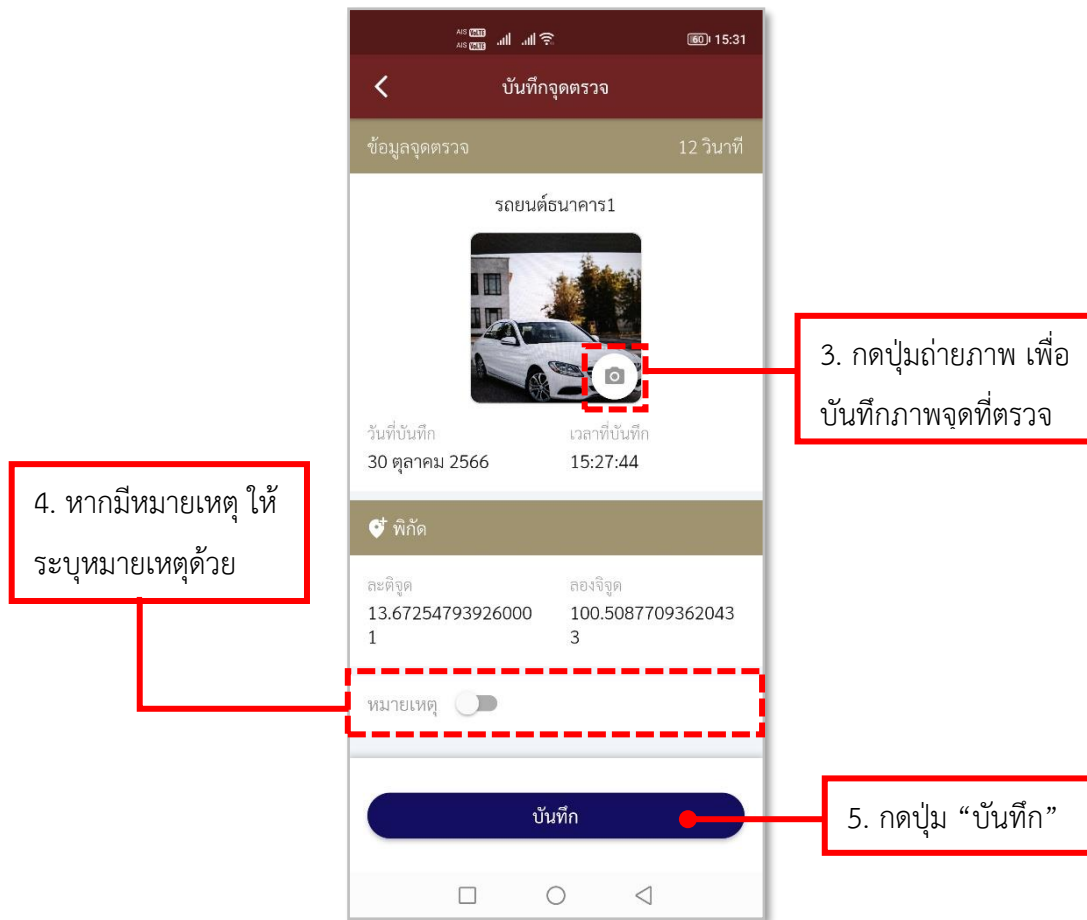 AIS VoLTE
AIS VoLTE
60 15:31
บันทึกจุดตรวจ
ข้อมูลจุดตรวจ 12 วินาที
รถยนต์ธนาคาร1
3. กดปุ่มถ่ายภาพ เพื่อ
บันทึกภาพจุดที่ตรวจ
วันที่บันทึก เวลาที่บันทึก
30 ตุลาคม 2566 15:27:44
4. หากมีหมายเหตุ ให้
ระบุหมายเหตุด้วย
พิกัด
ละติจูด ลองจิจูด
13.67254793926000 100.5087709362043
1 3
หมายเหตุ
บันทึก
5. กดปุ่ม “บันทึก”